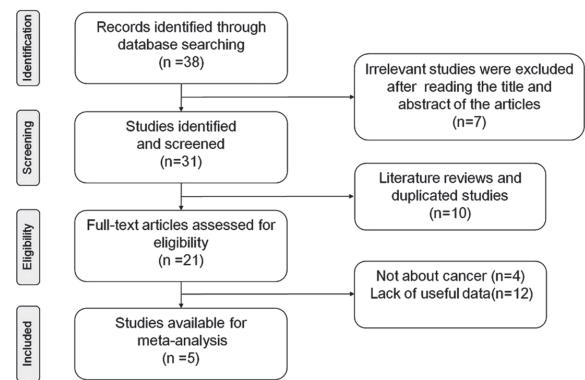 Identification
Records identified through
database searching
(n =38)
Irrelevant studies were excluded
after reading the title and
abstract of the articles
(n=7)
Screening
Studies identified
and screened
(n=31)
Literature reviews and
duplicated studies
(n=10)
Eligibility
Full-text articles assessed for
eligibility
(n =21)
Not about cancer (n=4)
Lack of useful data(n=12)
Included
Studies available for
meta-analysis
(n =5)